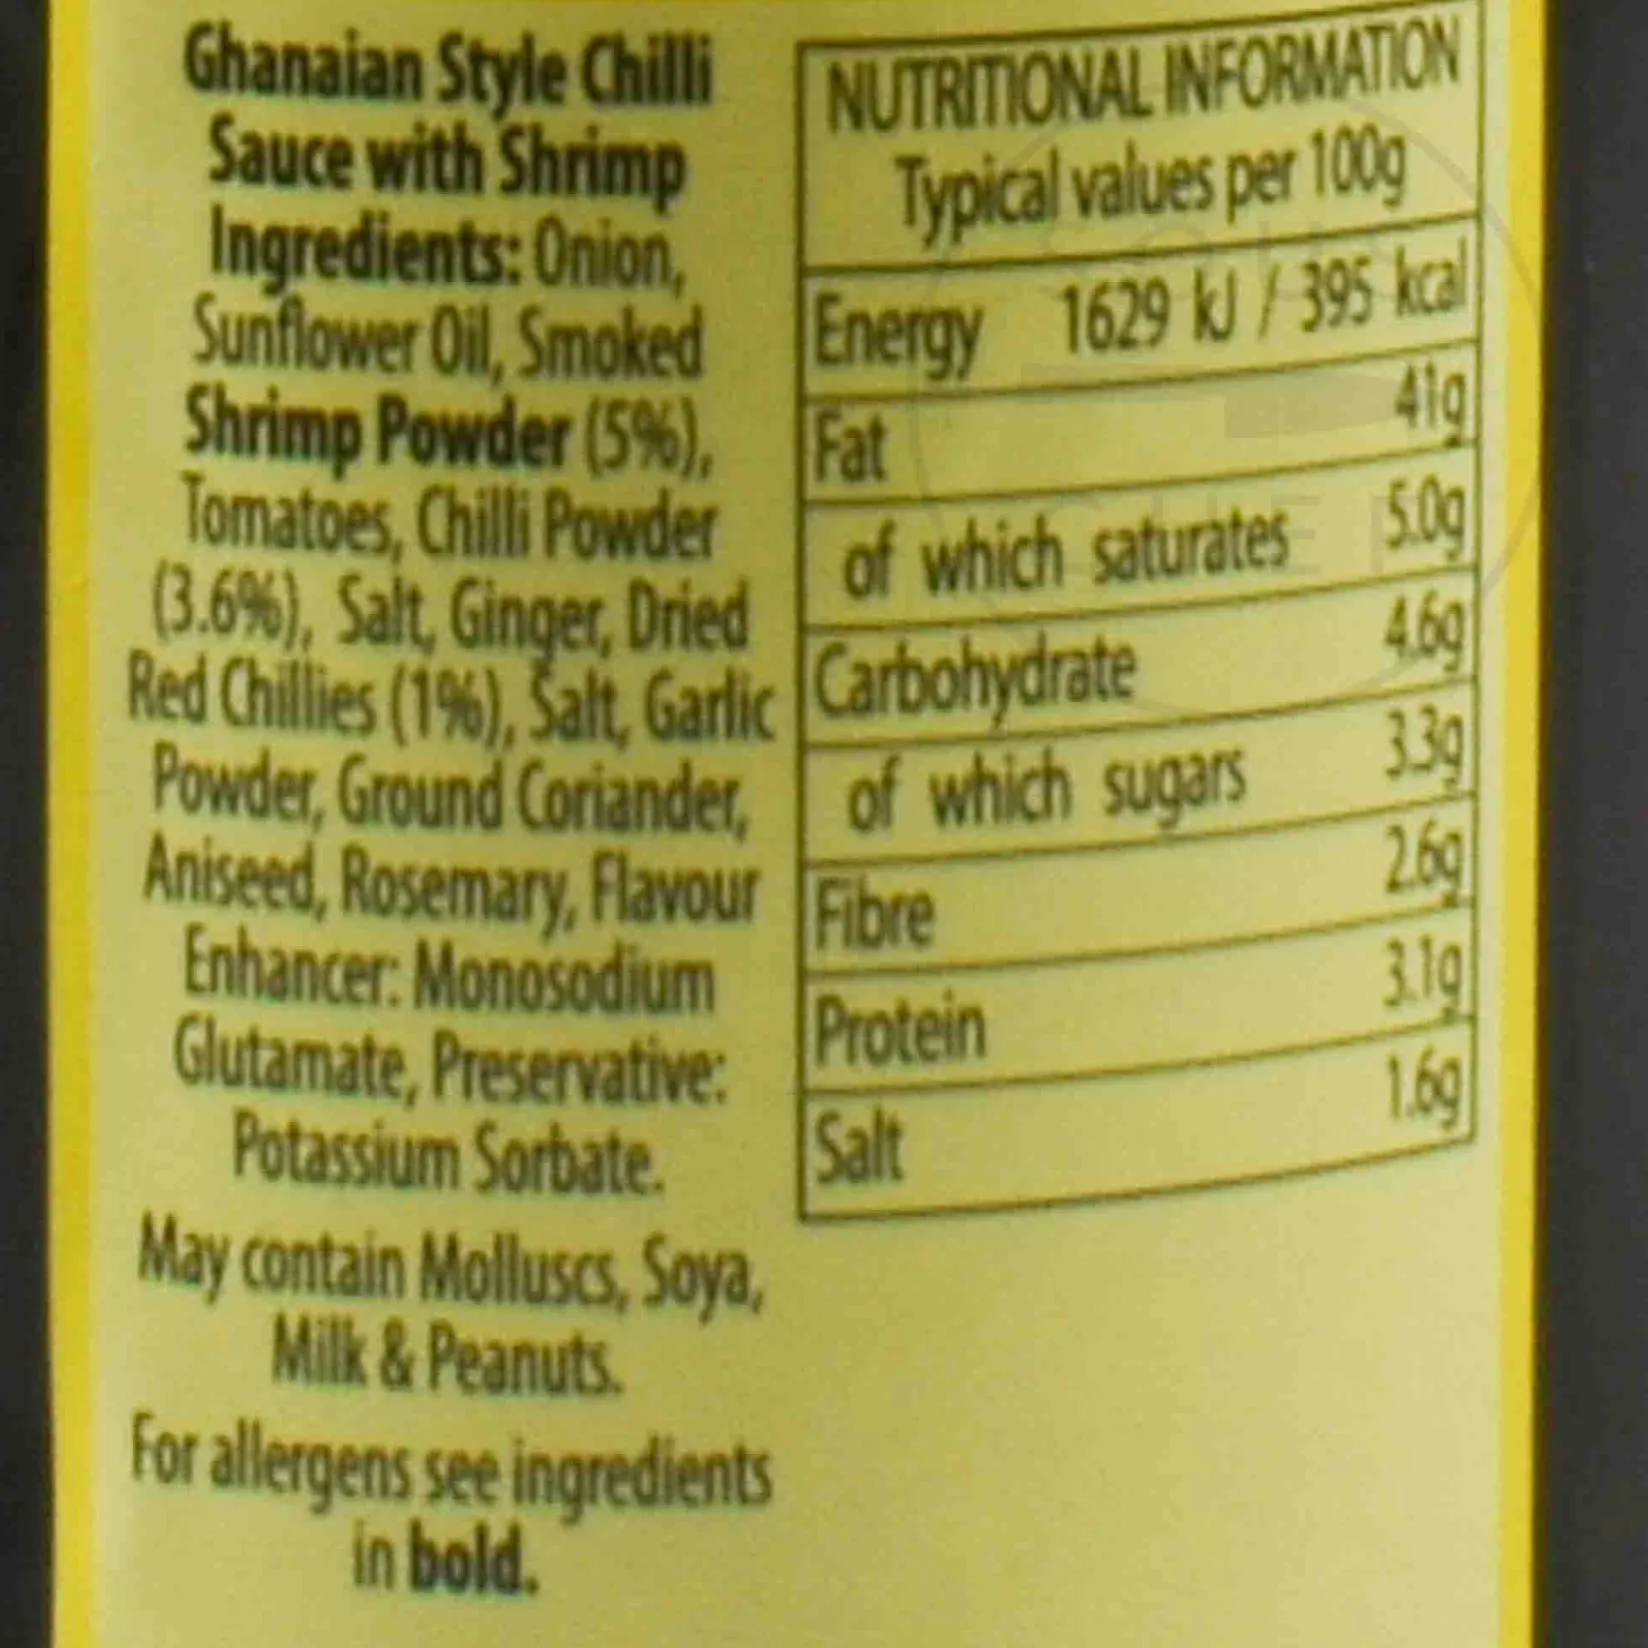 Ghanaian Style Chilli
Sauce with Shrimp
Ingredients: Onion,
Sunflower Oil, Smoked
Shrimp Powder (5%),
Tomatoes, Chilli Powder
(3.6%), Salt, Ginger, Dried
Red Chillies (1%), Salt, Garlic
Powder, Ground Coriander,
Aniseed, Rosemary, Flavour
Enhancer: Monosodium
Glutamate, Preservative:
Potassium Sorbate.
May contain Molluscs, Soya,
Milk & Peanuts.
For allergens see ingredients
in bold.
NUTRITIONAL INFORMATION
Typical values per 100g
Energy 1629 kJ / 395 kcal
Fat 41g
of which saturates 5.0g
Carbohydrate 4.6g
of which sugars 3.3g
Fibre 2.6g
Protein 3.1g
Salt 1.6g